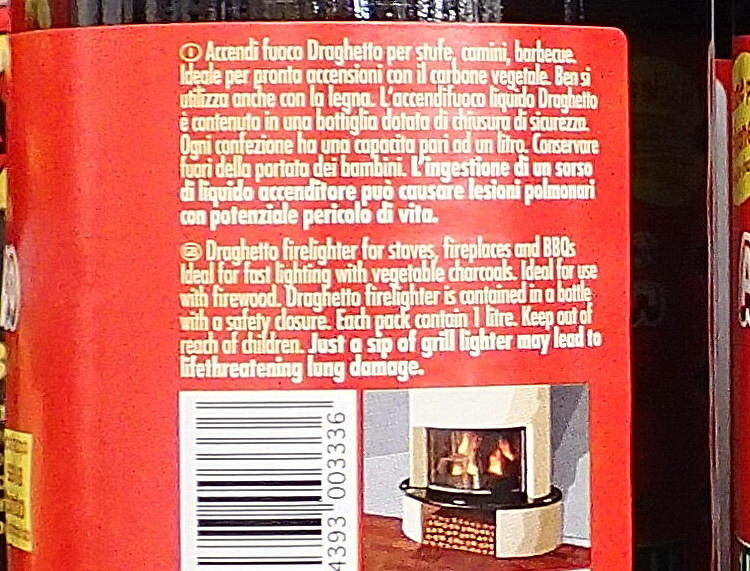 Accendi fuoco Draghetto per stufe, camini, barbecue.
Ideale per pronta accensioni con il carbone vegetale. Ben si
utilizza anche con la legna. L'accendifuoco liquido Draghetto
è contenuto in una bottiglia dotata di chiusura di sicurezza.
Ogni confezione ha una capacita pari ad un litro. Conservare
fuori della portata dei bambini. L'ingestione di un sorso
di liquido accenditore può causare lesioni polmonari
con potenziale pericolo di vita.
GB Draghetto firelighter for stoves, fireplaces and BBQs
Ideal for fast lighting with vegetable charcoals. Ideal for use
with firewood. Draghetto firelighter is contained in a bottle
with a safety closure. Each pack contain 1 litre. Keep out of
reach of children. Just a sip of grill lighter may lead to
lifethreatening lung damage.
4393 003336